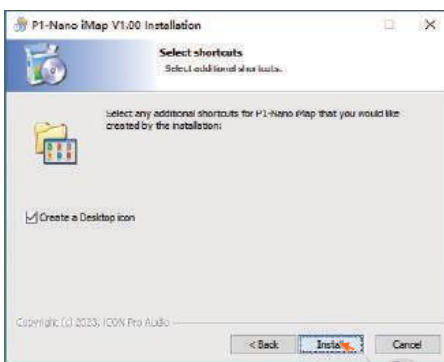 P1-Nano iMap V1.00 Installation
Select shortcuts
Select additional shortcuts.
Select any additional shortcuts for P1-Nano iMap that you would like
created by the installation:
Create a Desktop icon
Copyright (c) 2023, ICON Pro Audio
< Back
Install
Cancel